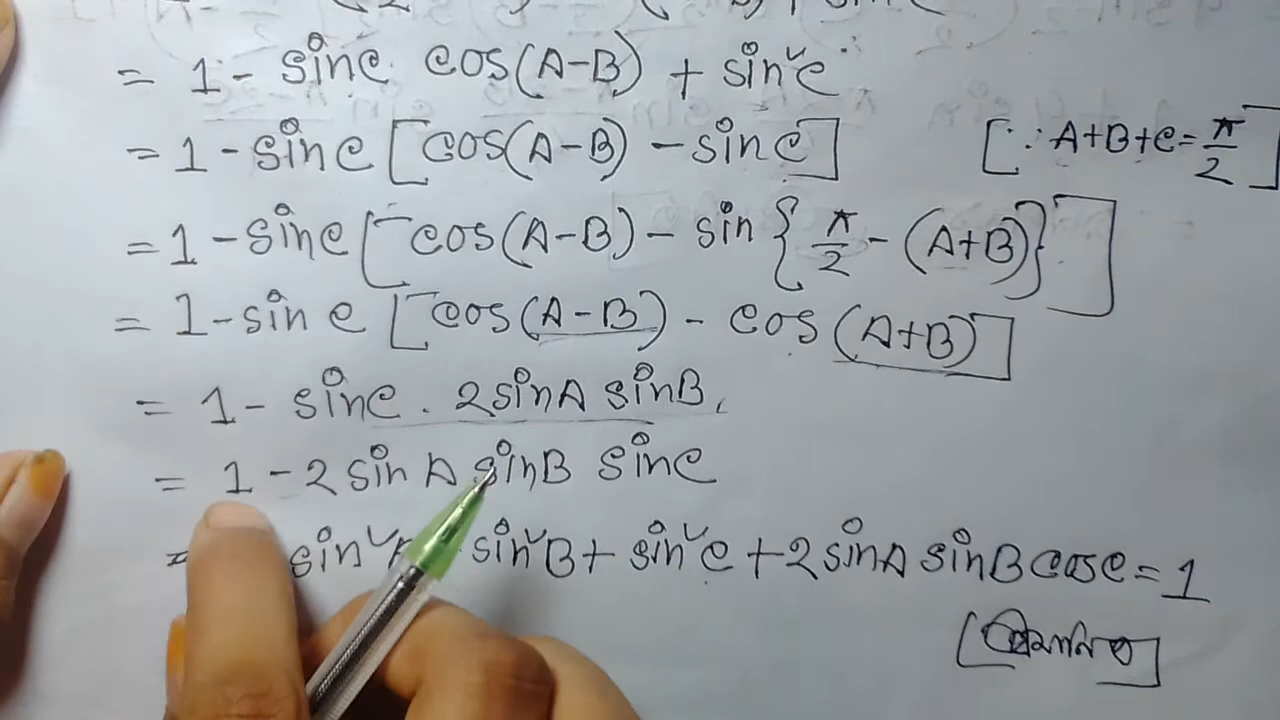 = 1 - sinC cos(A-B) + sin²C
= 1 - sinC [cos(A-B) - sinC] [∵ A+B+C = π/2]
= 1 - sinC [cos(A-B) - sin{π/2 - (A+B)}]
= 1 - sinC [cos(A-B) - cos(A+B)]
= 1 - sinC . 2sinA sinB.
= 1 - 2 sinA sinB sinC
sin²A sin²B + sin²C + 2sinA sinB cosC = 1